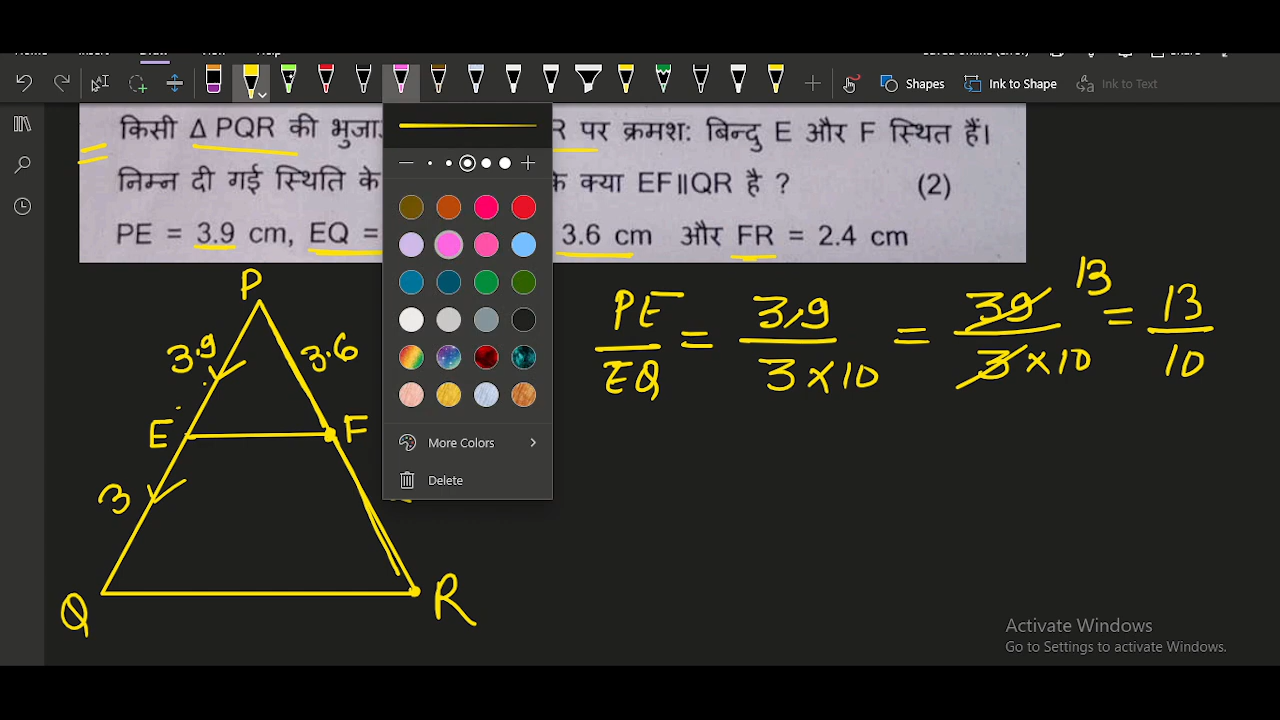 Shapes Ink to Shape Ink to Text
किसी Δ PQR की R पर क्रमश: बिन्दु E और F स्थित हैं।
निम्न दी गई स्थिति के क्या EF॥QR है ? (2)
PE = 3.9 cm, EQ = 3.6 cm और FR = 2.4 cm
More Colors
Delete
P
3.9
3.6
E
F
3
Q
R
PE/EQ = 3.9/3×10 = 39/3×10 13 = 13/10
Activate Windows
Go to Settings to activate Windows.